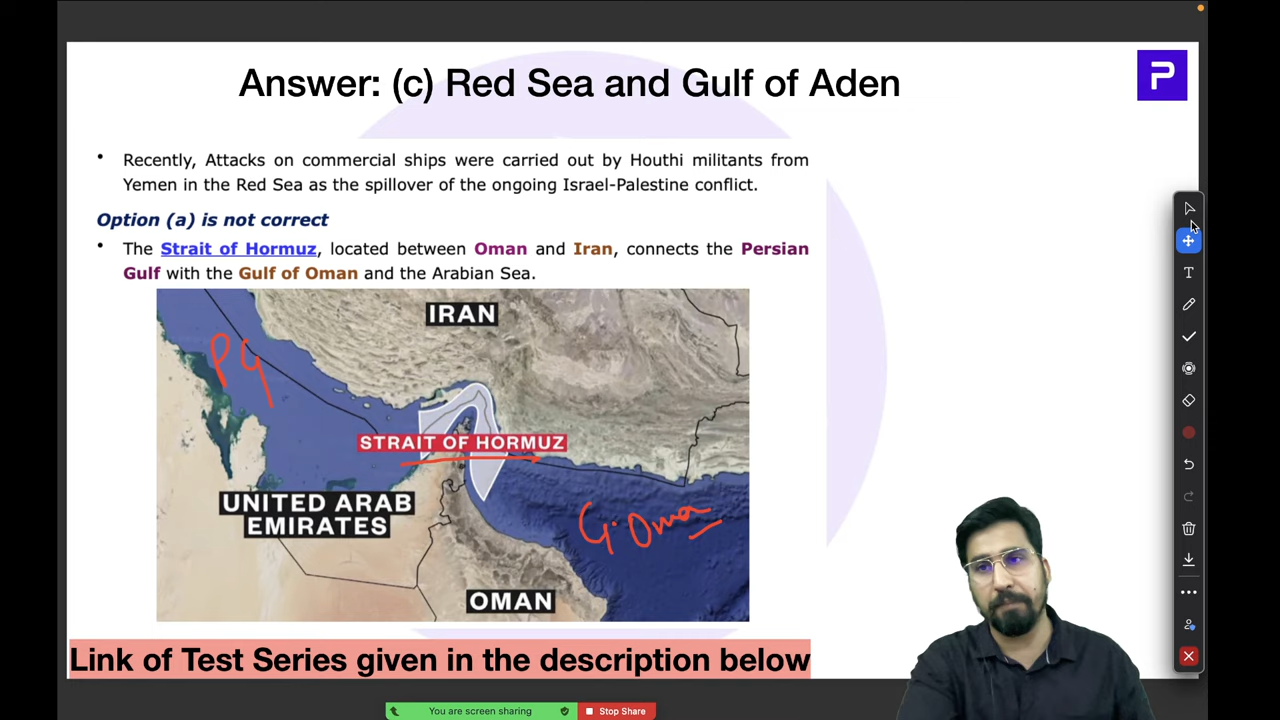 Answer: (c) Red Sea and Gulf of Aden
P
• Recently, Attacks on commercial ships were carried out by Houthi militants from
Yemen in the Red Sea as the spillover of the ongoing Israel-Palestine conflict.
Option (a) is not correct
• The Strait of Hormuz, located between Oman and Iran, connects the Persian
Gulf with the Gulf of Oman and the Arabian Sea.
IRAN
PG
STRAIT OF HORMUZ
UNITED ARAB
EMIRATES
G. Oman
OMAN
Link of Test Series given in the description below
T
You are screen sharing
Stop Share